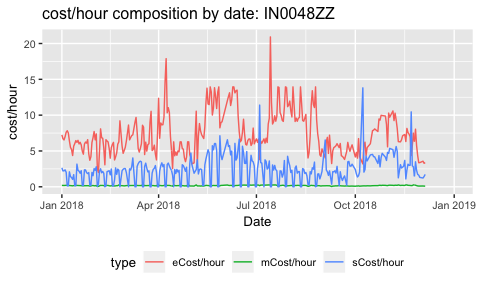 cost/hour composition by date: IN0048ZZ
cost/hour
20
15
10
5
0
Jan 2018 Apr 2018 Jul 2018 Oct 2018 Jan 2019
Date
type eCost/hour mCost/hour sCost/hour